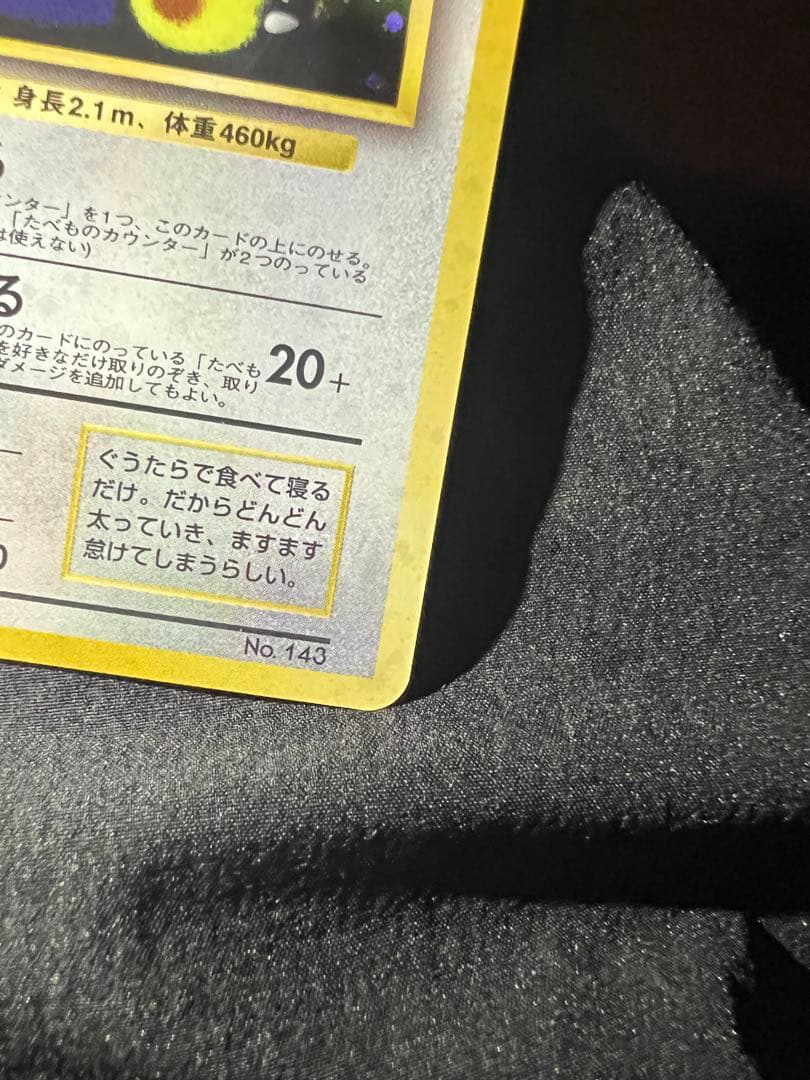 身長2.1m、体重460kg
ンター」を1つ、このカードの上にのせる。
「たべものカウンター」が2つのっている
は使えない)
る
のカードにのっている「たべも
を好きなだけ取りのぞき、取り
ダメージを追加してもよい。
20+
ぐうたらで食べて寝る
だけ。だからどんどん
太っていき、ますます
怠けてしまうらしい。
No. 143